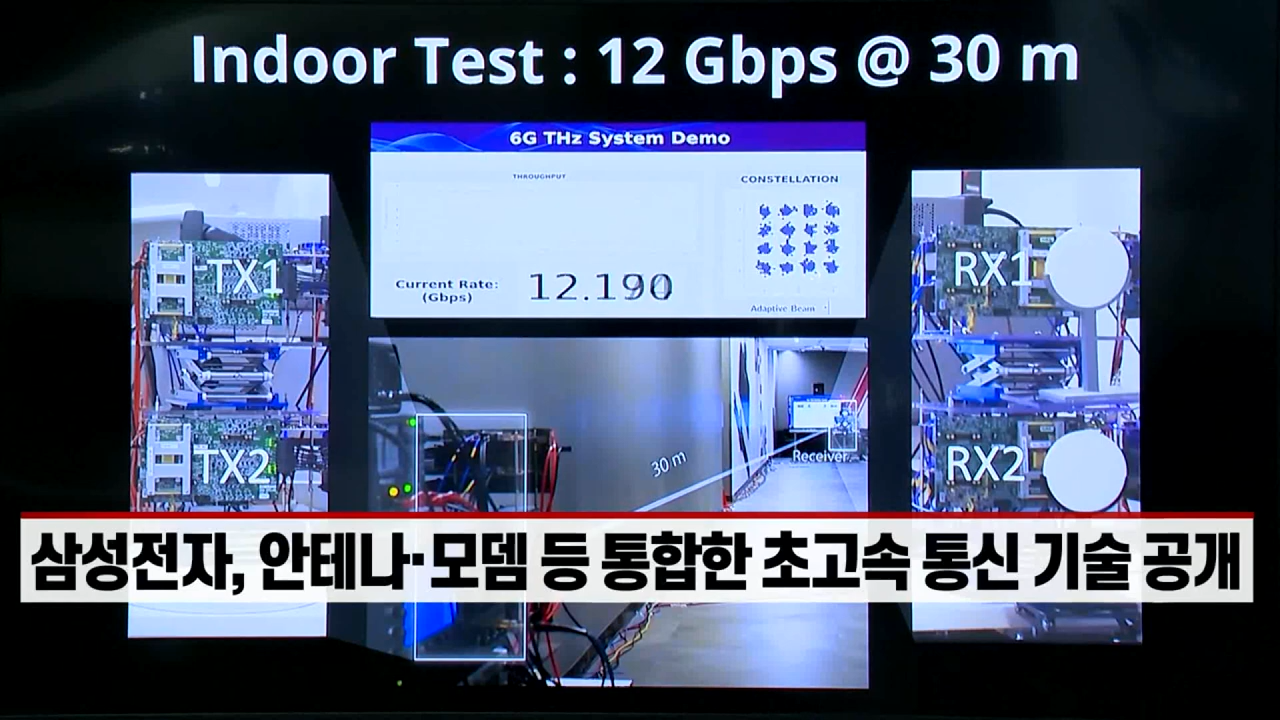 Indoor Test : 12 Gbps @ 30 m
6G THz System Demo
THROUGHPUT
CONSTELLATION
Current Rate:
(Gbps)
12.190
Adaptive Beam
TX1
RX1
30 m
Receiver
TX2
RX2
삼성전자, 안테나·모뎀 등 통합한 초고속 통신 기술 공개